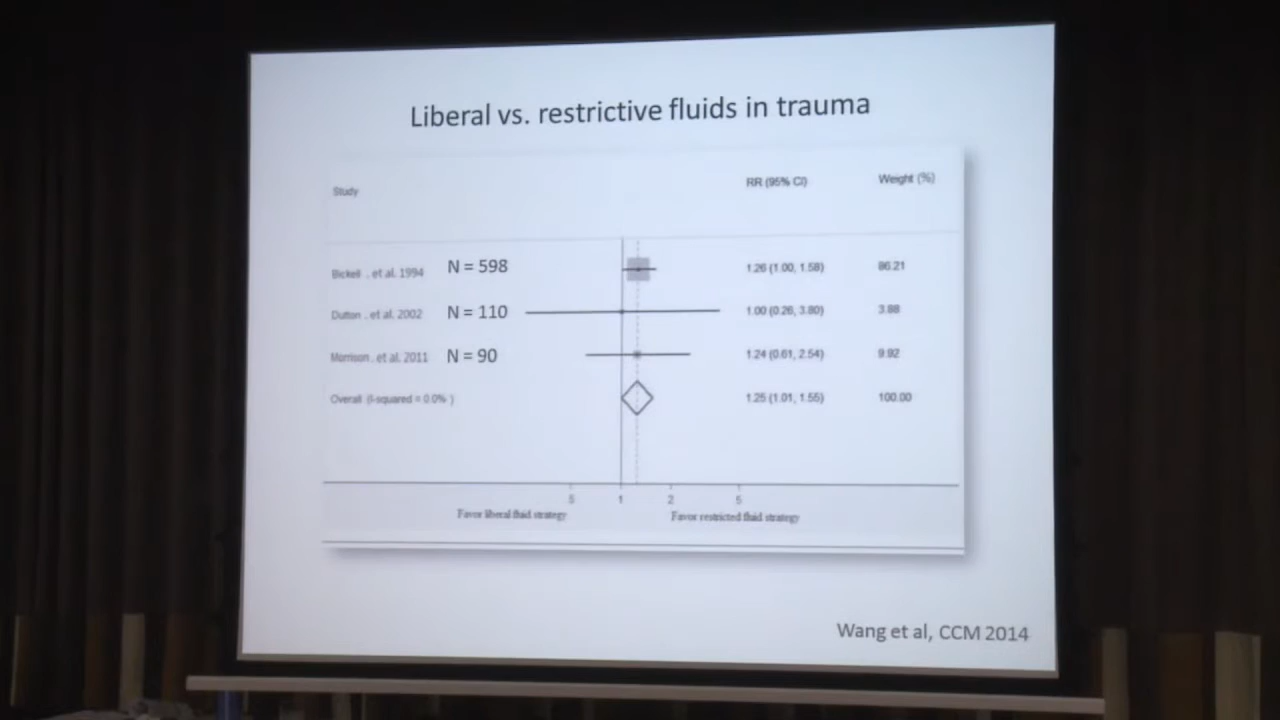 Liberal vs. restrictive fluids in trauma
Study RR (95% CI) Weight (%)
Bickell . et al. 1994 N = 598 1.26 (1.00, 1.58) 86.21
Dutton . et al. 2002 N = 110 1.00 (0.26, 3.80) 3.88
Morrison . et al. 2011 N = 90 1.24 (0.61, 2.54) 9.92
Overall (I-squared = 0.0% ) 1.25 (1.01, 1.55) 100.00
.5 1 2 5
Favor liberal fluid strategy Favor restricted fluid strategy
Wang et al, CCM 2014